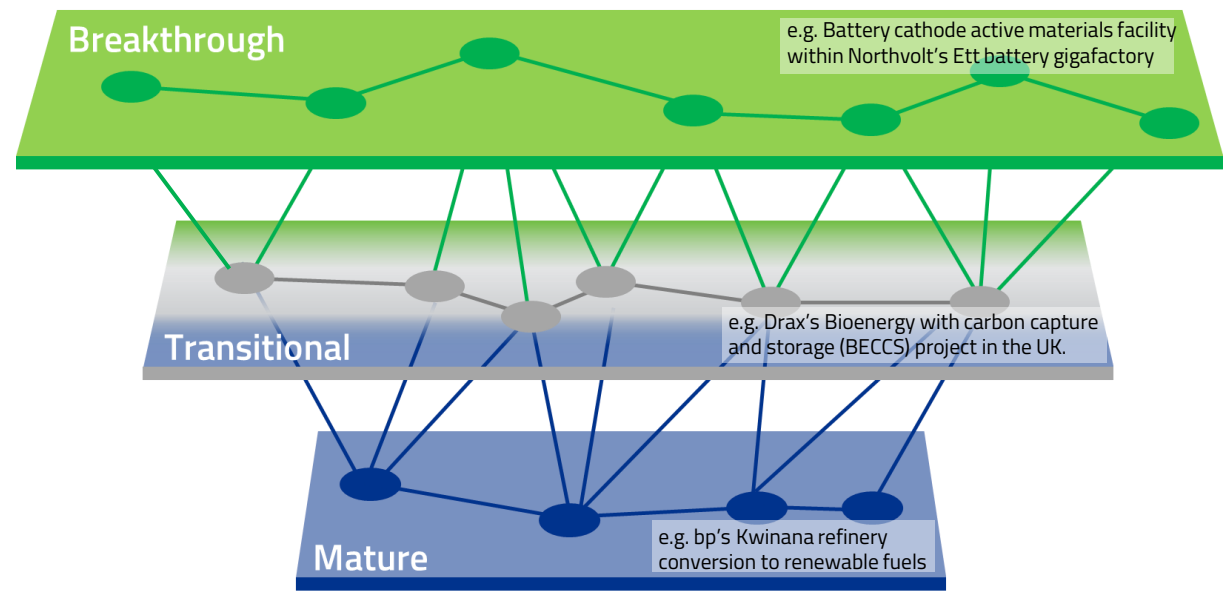 Breakthrough
e.g. Battery cathode active materials facility
within Northvolt's Ett battery gigafactory
Transitional
e.g. Drax's Bioenergy with carbon capture
and storage (BECCS) project in the UK.
Mature
e.g. bp's Kwinana refinery
conversion to renewable fuels